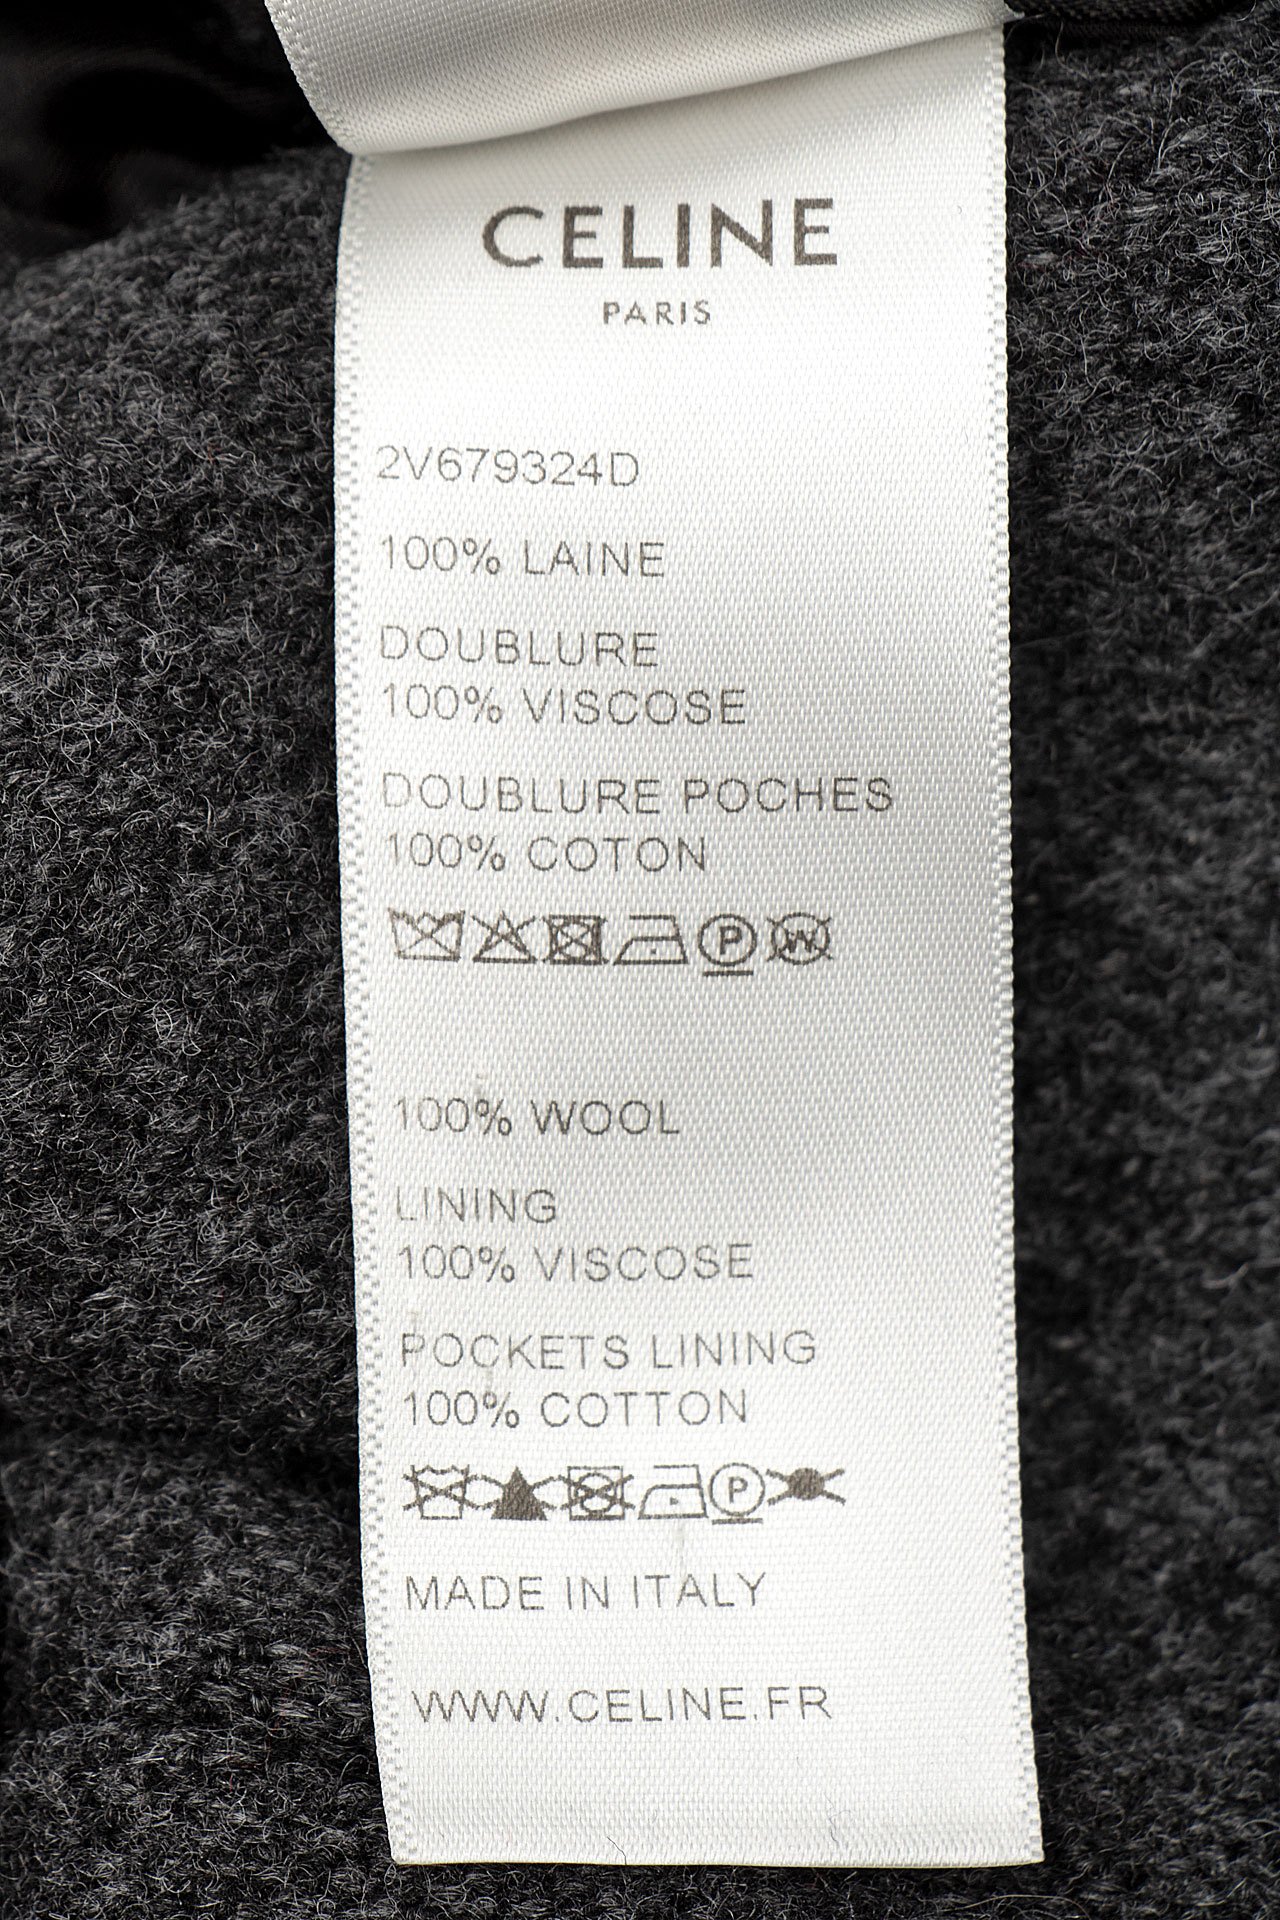 CELINE
PARIS
2V679324D
100% LAINE
DOUBLURE
100% VISCOSE
DOUBLURE POCHES
100% COTON
P W
100% WOOL
LINING
100% VISCOSE
POCKETS LINING
100% COTTON
P
MADE IN ITALY
WWW.CELINE.FR